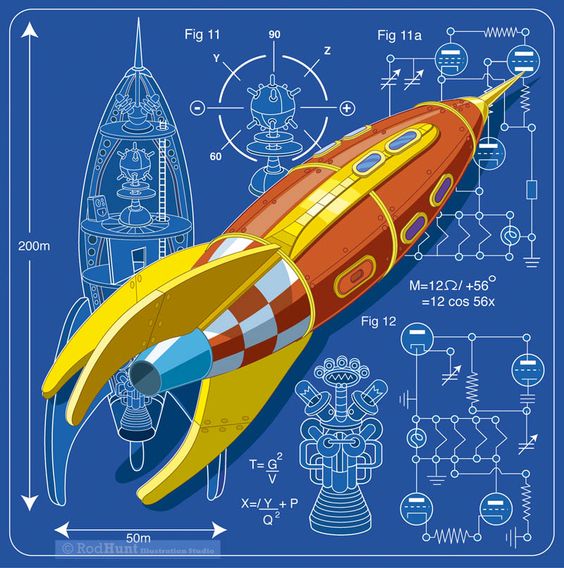 Fig 11
90
Fig 11a
Y
Z
-
+
60
200m
M=12Ω/ +56°
=12 cos 56x
Fig 12
T= G²
V
X=/ Y + P
Q²
50m
© RodHunt Illustration Studio